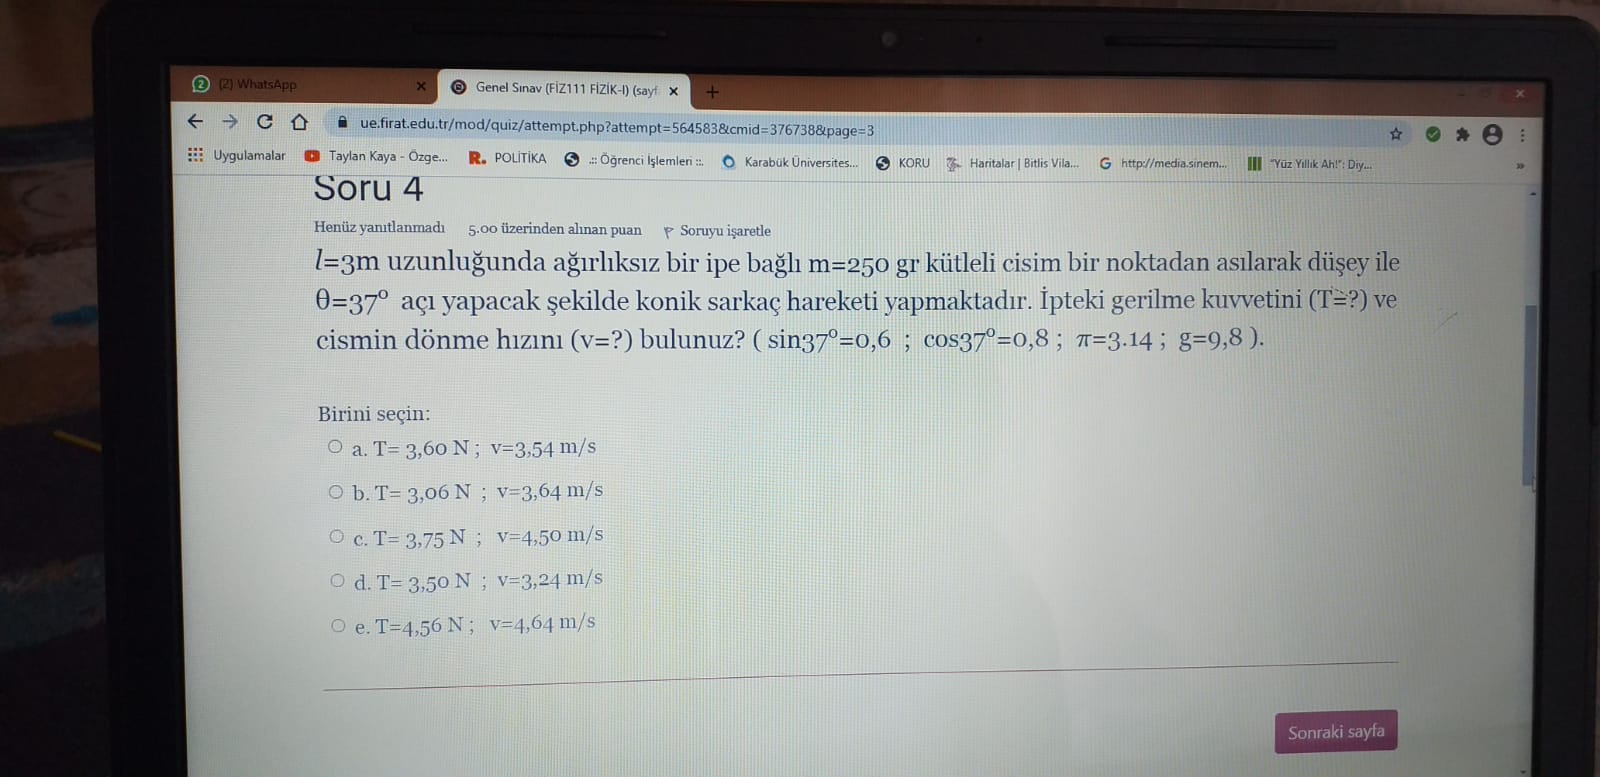 2 (2) WhatsApp × Genel Sınav (FİZ111 FİZİK-I) (sayf × +
ue.firat.edu.tr/mod/quiz/attempt.php?attempt=564583&cmid=376738&page=3
Uygulamalar Taylan Kaya - Özge... R. POLİTİKA .:: Öğrenci İşlemleri ::. Karabük Üniversites... KORU Haritalar | Bitlis Vila... G http://media.sinem... "Yüz Yıllık Ah!": Diy... »
Soru 4
Henüz yanıtlanmadı 5.00 üzerinden alınan puan Soruyu işaretle
l=3m uzunluğunda ağırlıksız bir ipe bağlı m=250 gr kütleli cisim bir noktadan asılarak düşey ile
θ=37° açı yapacak şekilde konik sarkaç hareketi yapmaktadır. İpteki gerilme kuvvetini (T=?) ve
cismin dönme hızını (v=?) bulunuz? ( sin37°=0,6 ; cos37°=0,8 ; π=3.14 ; g=9,8 ).
Birini seçin:
a. T= 3,60 N ; v=3,54 m/s
b. T= 3,06 N ; v=3,64 m/s
c. T= 3,75 N ; v=4,50 m/s
d. T= 3,50 N ; v=3,24 m/s
e. T=4,56 N ; v=4,64 m/s
Sonraki sayfa